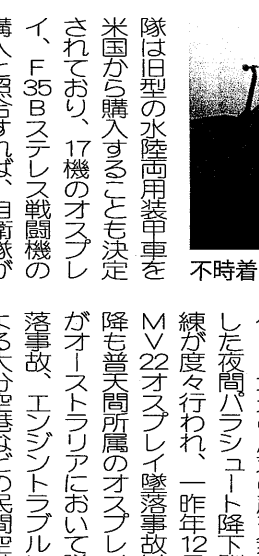 不時着
隊は旧型の水陸両用装甲車を
米国から購入することも決定
されており、17機のオスプレ
イ、F35Bステレス戦闘機の
購入と照合すれば、自衛隊が
した夜間パラシュート降下
練が度々行われ、一昨年12月
MV22オスプレイ墜落事故以
降も普天間所属のオスプレイ
がオーストラリアにおいて墜
落事故、エンジントラブルに
よる大分空港などの民間空